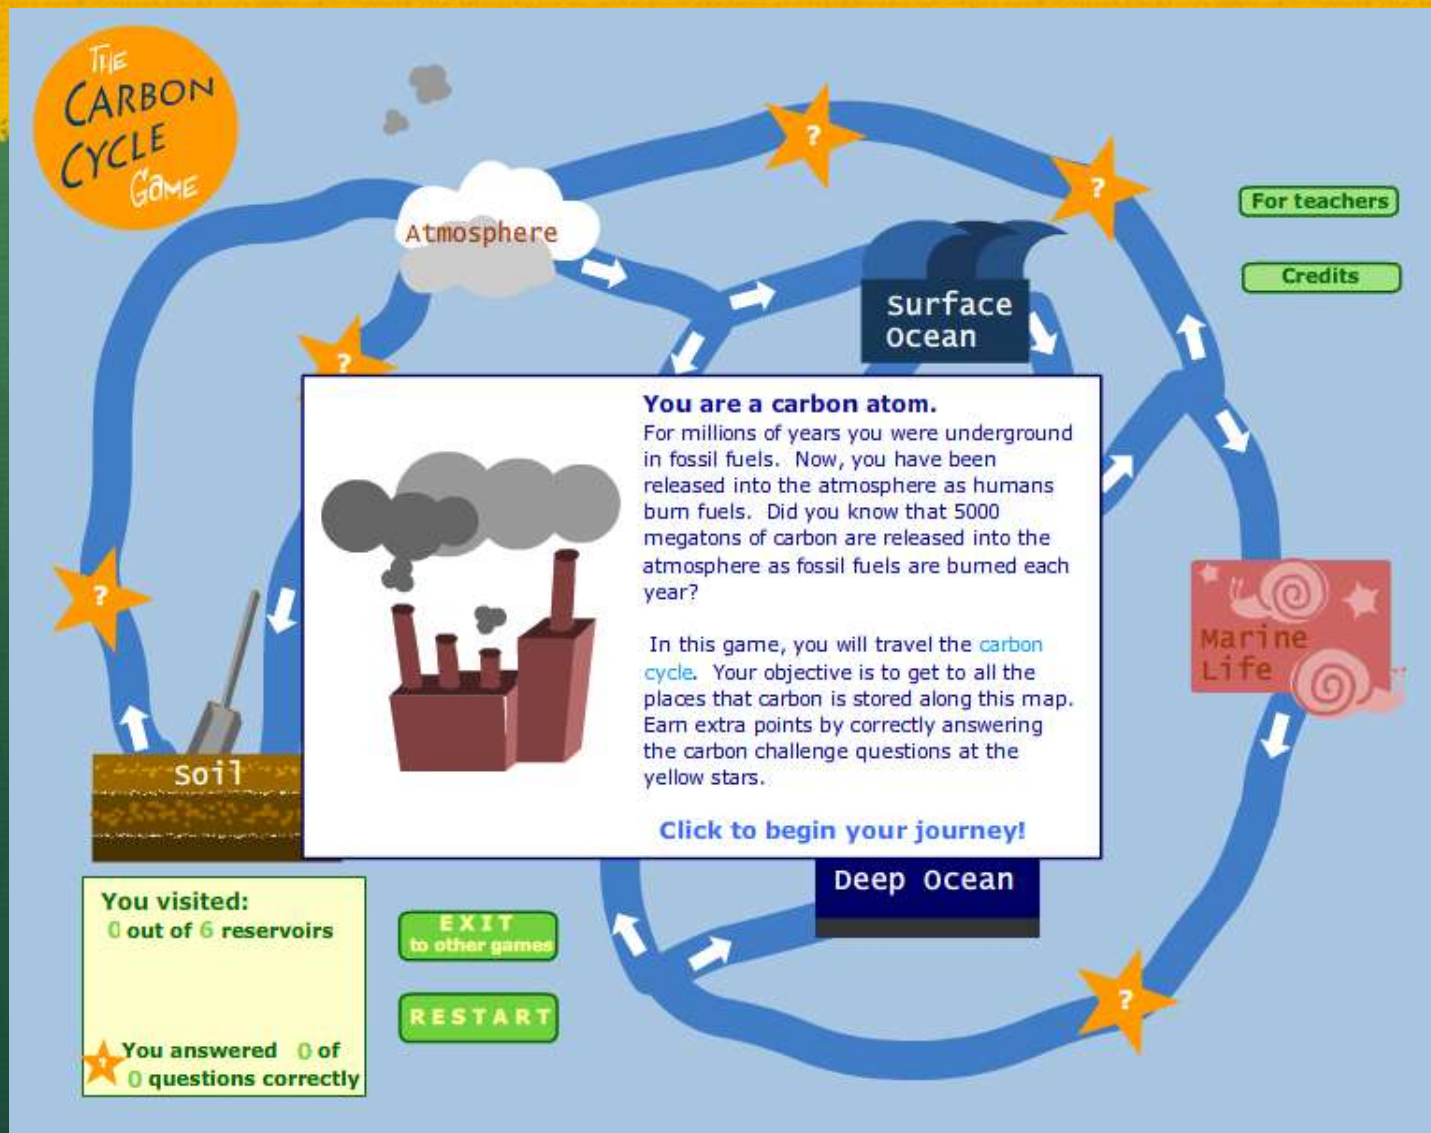 THE
CARBON
CYCLE
GAME
?
?
Atmosphere
For teachers
Credits
Surface
Ocean
?
You are a carbon atom.
For millions of years you were underground
in fossil fuels. Now, you have been
released into the atmosphere as humans
burn fuels. Did you know that 5000
megatons of carbon are released into the
atmosphere as fossil fuels are burned each
year?
In this game, you will travel the carbon
cycle. Your objective is to get to all the
places that carbon is stored along this map.
Earn extra points by correctly answering
the carbon challenge questions at the
yellow stars.
Click to begin your journey!
?
Marine
Life
Soil
Deep Ocean
You visited:
0 out of 6 reservoirs
EXIT
to other games
RESTART
?
?
You answered 0 of
0 questions correctly